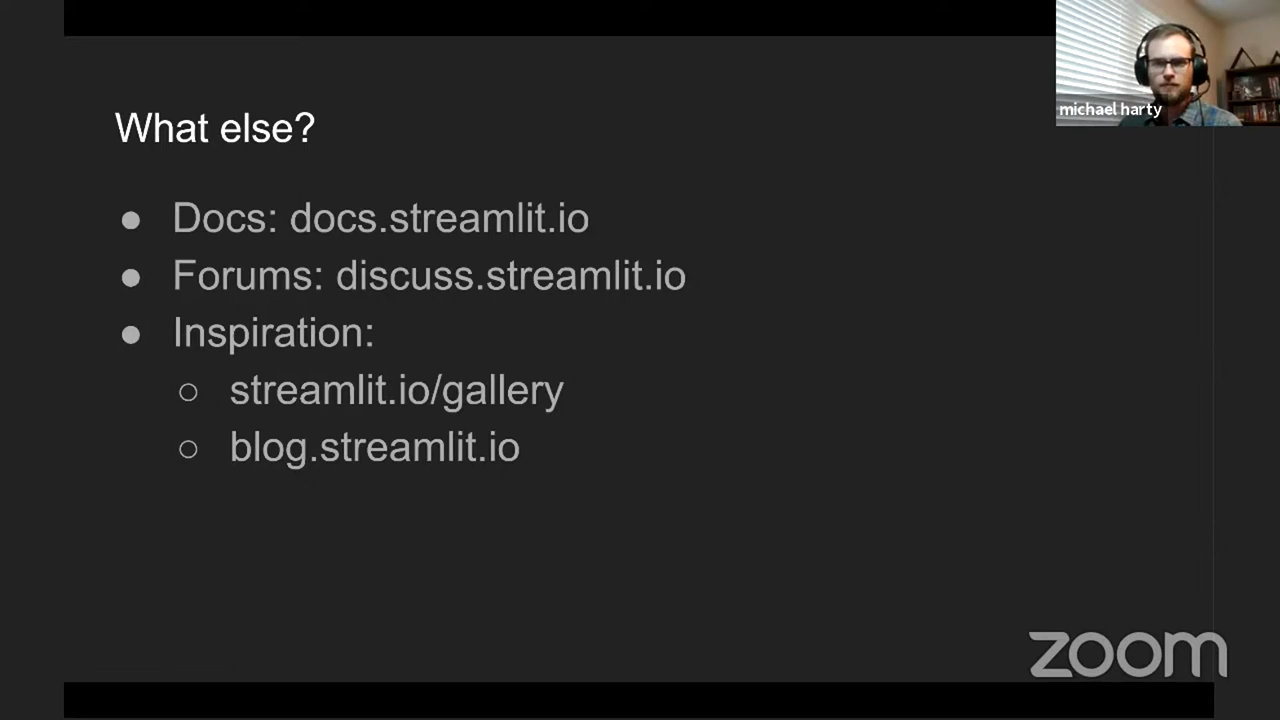 michael harty
What else?
● Docs: docs.streamlit.io
● Forums: discuss.streamlit.io
● Inspiration:
○ streamlit.io/gallery
○ blog.streamlit.io
zoom